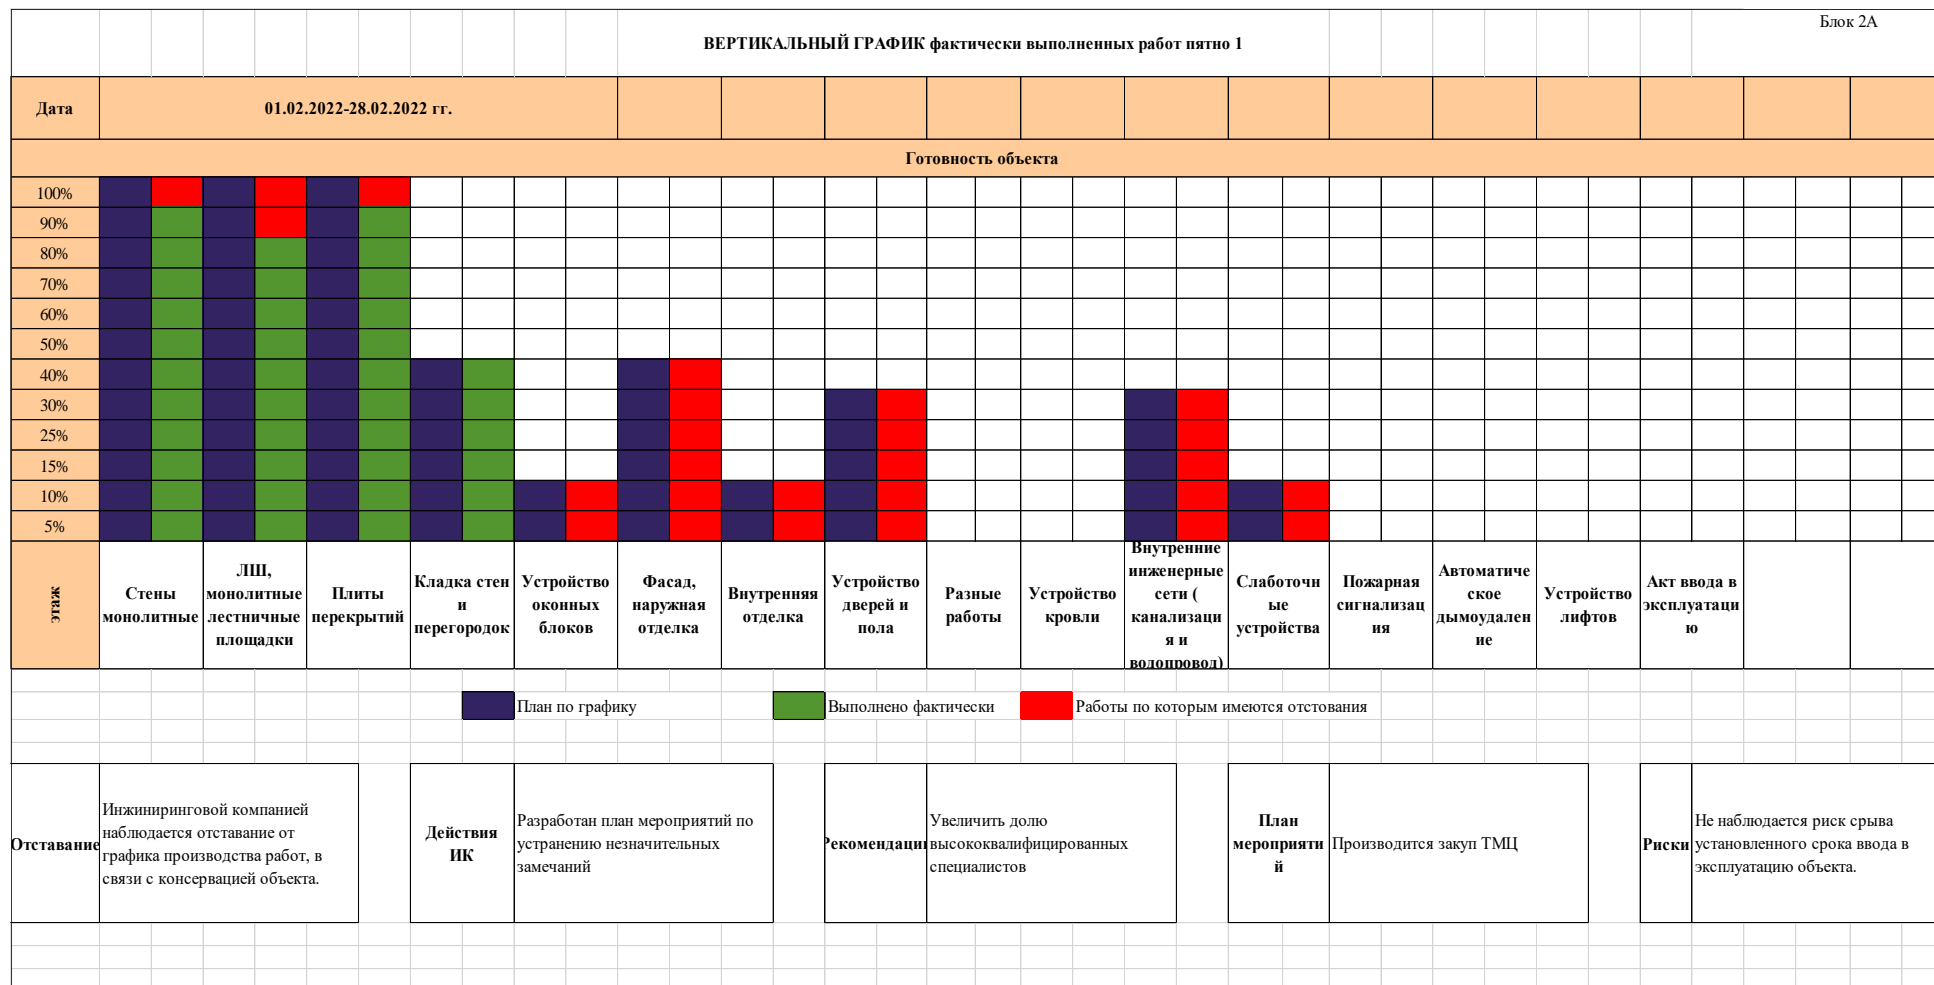 Блок 2А
ВЕРТИКАЛЬНЫЙ ГРАФИК фактически выполненных работ пятно 1
Дата
01.02.2022-28.02.2022 гг.
Готовность объекта
100%
90%
80%
70%
60%
50%
40%
30%
25%
15%
10%
5%
этаж
Стены
монолитные
ЛШ,
монолитные
лестничные
площадки
Плиты
перекрытий
Кладка стен
и
перегородок
Устройство
оконных
блоков
Фасад,
наружная
отделка
Внутренняя
отделка
Устройство
дверей и
пола
Разные
работы
Устройство
кровли
Внутренние
инженерные
сети (
канализаци
я и
водопровод)
Слаботочн
ые
устройства
Пожарная
сигнализац
ия
Автоматиче
ское
дымоудален
ие
Устройство
лифтов
Акт ввода в
эксплуатаци
ю
План по графику
Выполнено фактически
Работы по которым имеются отстования
Отставание
Инжиниринговой компанией
наблюдается отставание от
графика производства работ, в
связи с консервацией объекта.
Действия
ИК
Разработан план мероприятий по
устранению незначительных
замечаний
Рекомендации
Увеличить долю
высококвалифицированных
специалистов
План
мероприяти
й
Производится закуп ТМЦ
Риски
Не наблюдается риск срыва
установленного срока ввода в
эксплуатацию объекта.